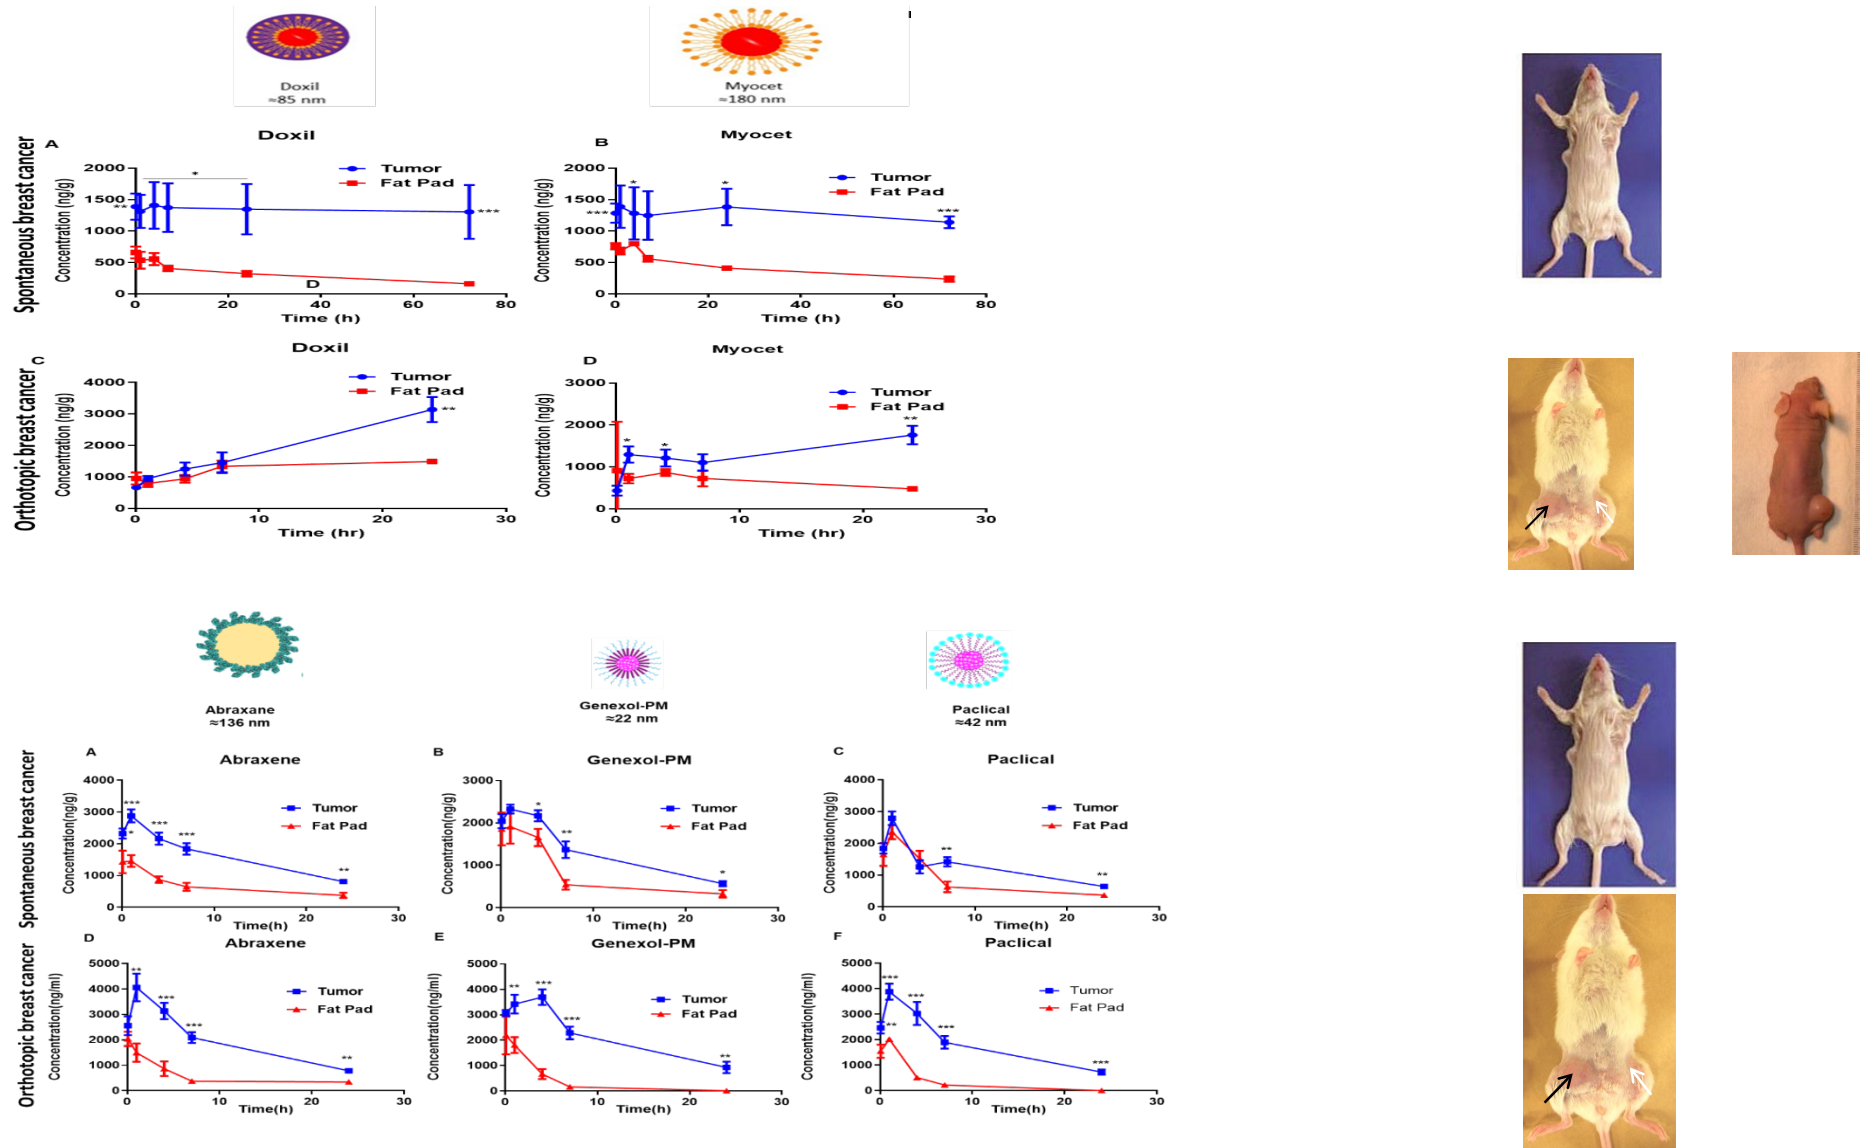 Doxil
≈85 nm
Myocet
≈180 nm
Spontaneous breast cancer
A
Doxil
Concentration (ng/g)
2000
1500
1000
500
0
*
**
***
Tumor
Fat Pad
D
0 20 40 60 80
Time (h)
B
Myocet
Concentration (ng/g)
2000
1500
1000
500
0
***
*
*
***
Tumor
Fat Pad
0 20 40 60 80
Time (h)
Orthotopic breast cancer
C
Doxil
Concentration (ng/g)
4000
3000
2000
1000
0
Tumor
Fat Pad
**
0 10 20 30
Time (hr)
D
Myocet
Concentration (ng/g)
3000
2000
1000
0
*
*
**
Tumor
Fat Pad
0 10 20 30
Time (hr)
Abraxane
≈136 nm
Genexol-PM
≈22 nm
Paclical
≈42 nm
Spontaneous breast cancer
A
Abraxene
Concentration(ng/g)
4000
3000
2000
1000
0
***
*
***
***
**
Tumor
Fat Pad
0 10 20 30
Time(h)
B
Genexol-PM
Concentration(ng/g)
3000
2000
1000
0
*
**
*
Tumor
Fat Pad
0 10 20 30
Time(h)
C
Paclical
Concentration(ng/g)
4000
3000
2000
1000
0
**
**
Tumor
Fat Pad
0 10 20 30
Time(h)
Orthotopic breast cancer
D
Abraxene
Concentration(ng/ml)
5000
4000
3000
2000
1000
0
**
***
***
**
Tumor
Fat Pad
0 10 20 30
Time(h)
E
Genexol-PM
Concentration(ng/ml)
5000
4000
3000
2000
1000
0
**
***
***
**
Tumor
Fat Pad
0 10 20 30
Time(h)
F
Paclical
Concentration(ng/ml)
5000
4000
3000
2000
1000
0
***
**
***
***
***
Tumor
Fat Pad
0 10 20 30
Time(h)